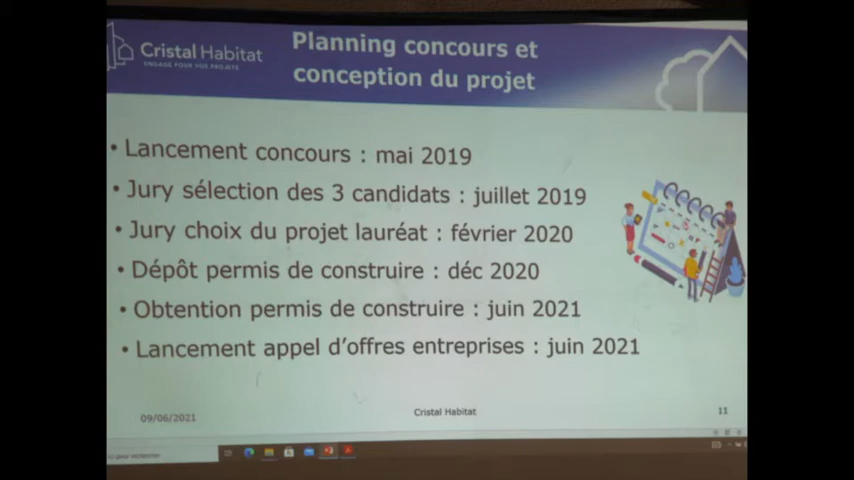 Cristal Habitat
ENGAGÉ POUR VOS PROJETS
Planning concours et
conception du projet
• Lancement concours : mai 2019
• Jury sélection des 3 candidats : juillet 2019
• Jury choix du projet lauréat : février 2020
• Dépôt permis de construire : déc 2020
• Obtention permis de construire : juin 2021
• Lancement appel d'offres entreprises : juin 2021
09/06/2021
Cristal Habitat
11
pour rechercher